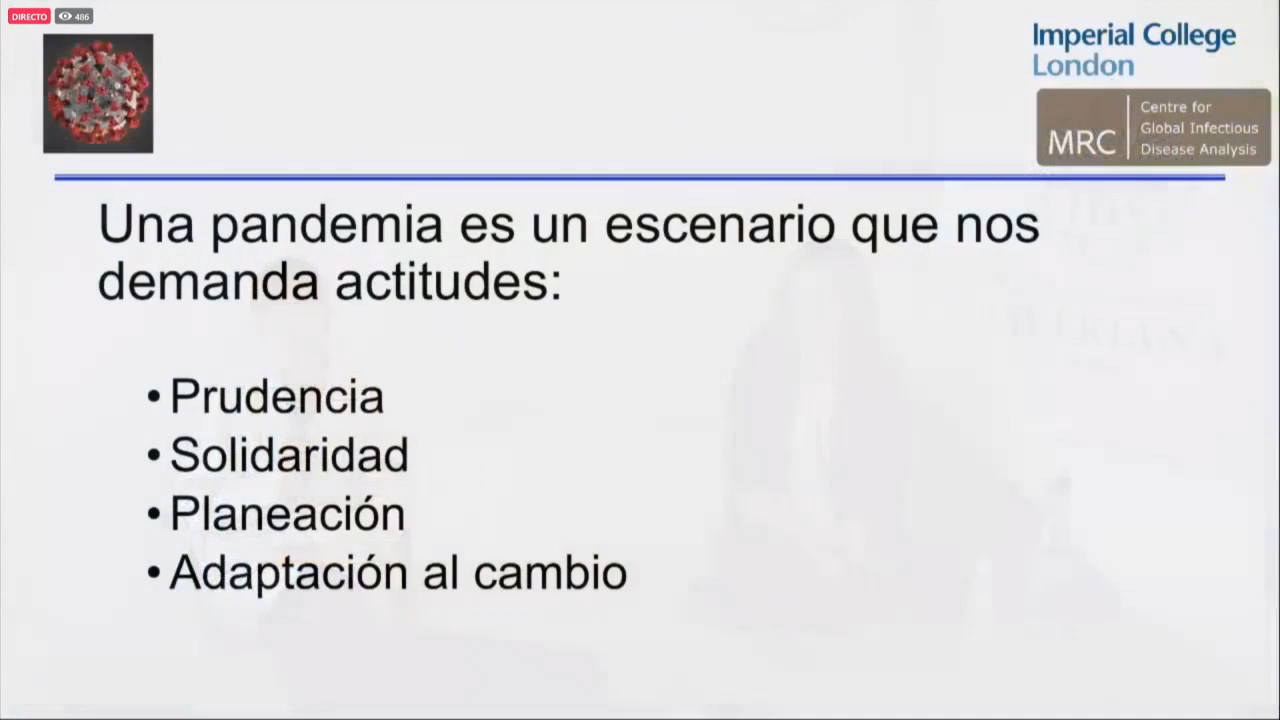 DIRECTO
486
Imperial College
London
MRC
Centre for
Global Infectious
Disease Analysis
Una pandemia es un escenario que nos
demanda actitudes:
• Prudencia
• Solidaridad
• Planeación
• Adaptación al cambio